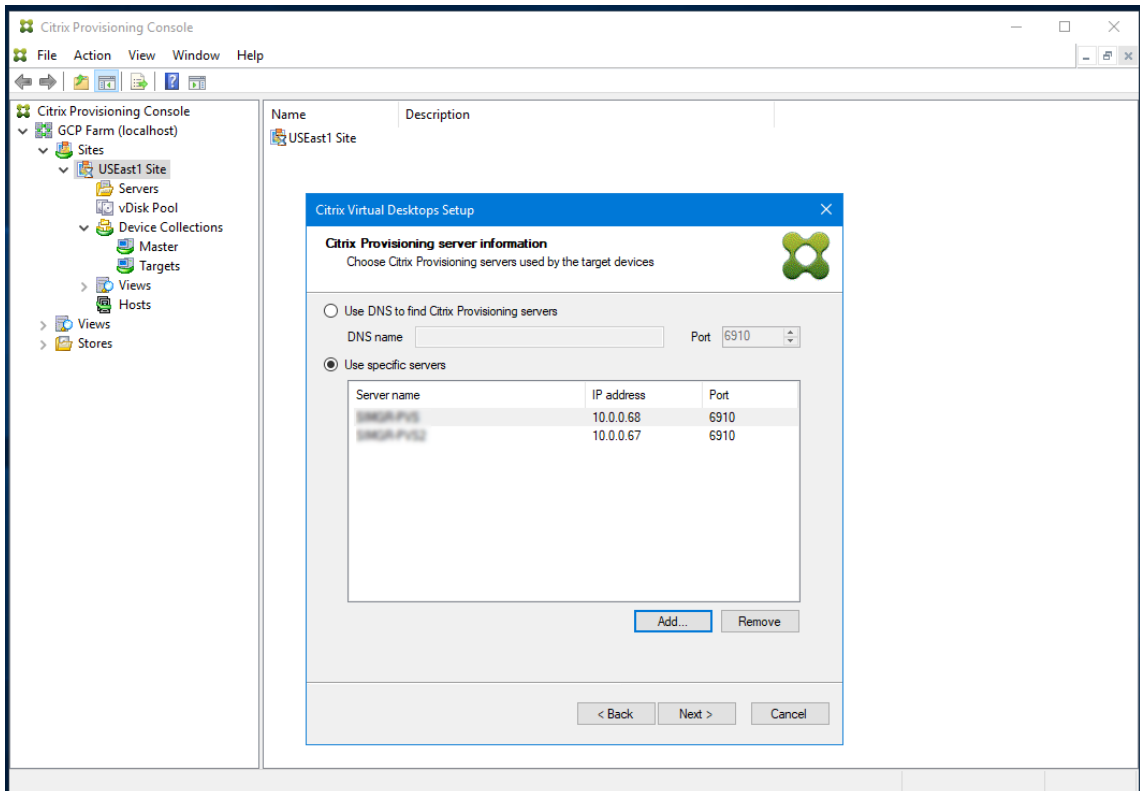 Citrix Provisioning Console
File Action View Window Help
Citrix Provisioning Console
GCP Farm (localhost)
Sites
USEast1 Site
Servers
vDisk Pool
Device Collections
Master
Targets
Views
Hosts
Views
Stores
Name Description
USEast1 Site
Citrix Virtual Desktops Setup
Citrix Provisioning server information
Choose Citrix Provisioning servers used by the target devices
Use DNS to find Citrix Provisioning servers
DNS name Port 6910
Use specific servers
Server name IP address Port
10.0.0.68 6910
10.0.0.67 6910
Add... Remove
< Back Next > Cancel